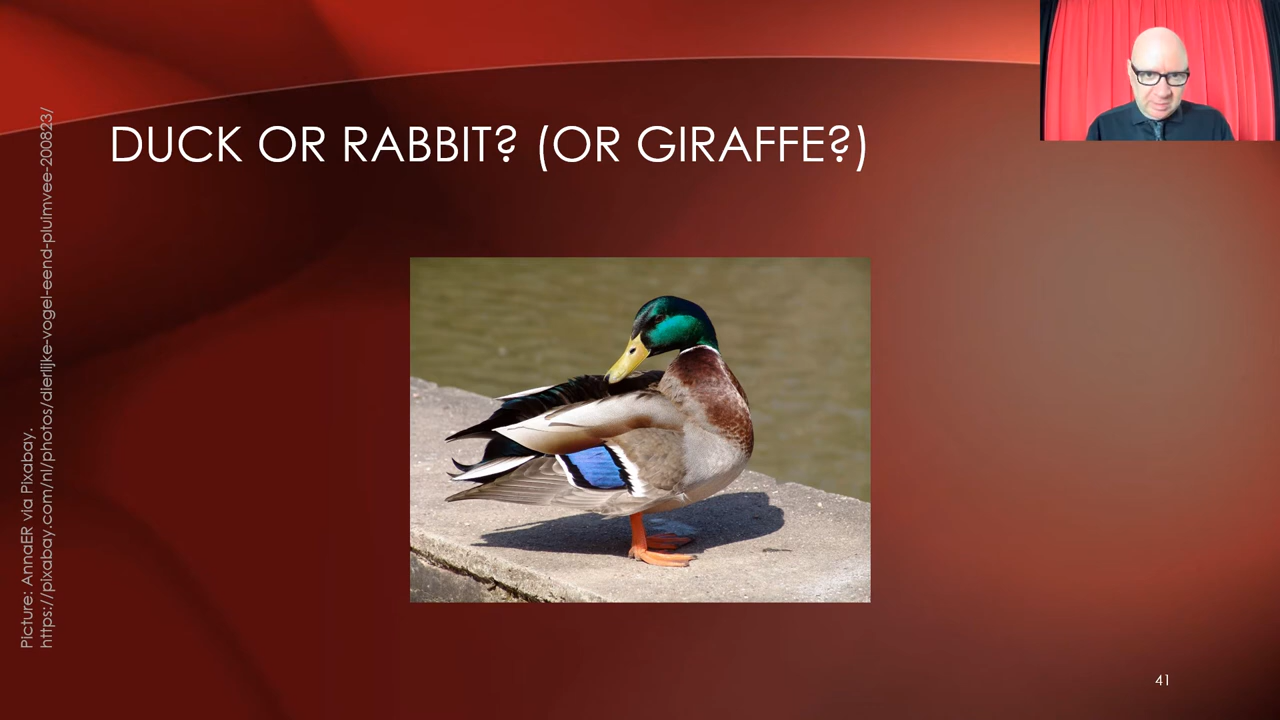 DUCK OR RABBIT? (OR GIRAFFE?)
Picture: AnnaER via Pixabay.
https://pixabay.com/nl/photos/dierlijke-vogel-eend-pluimvee-200823/
41